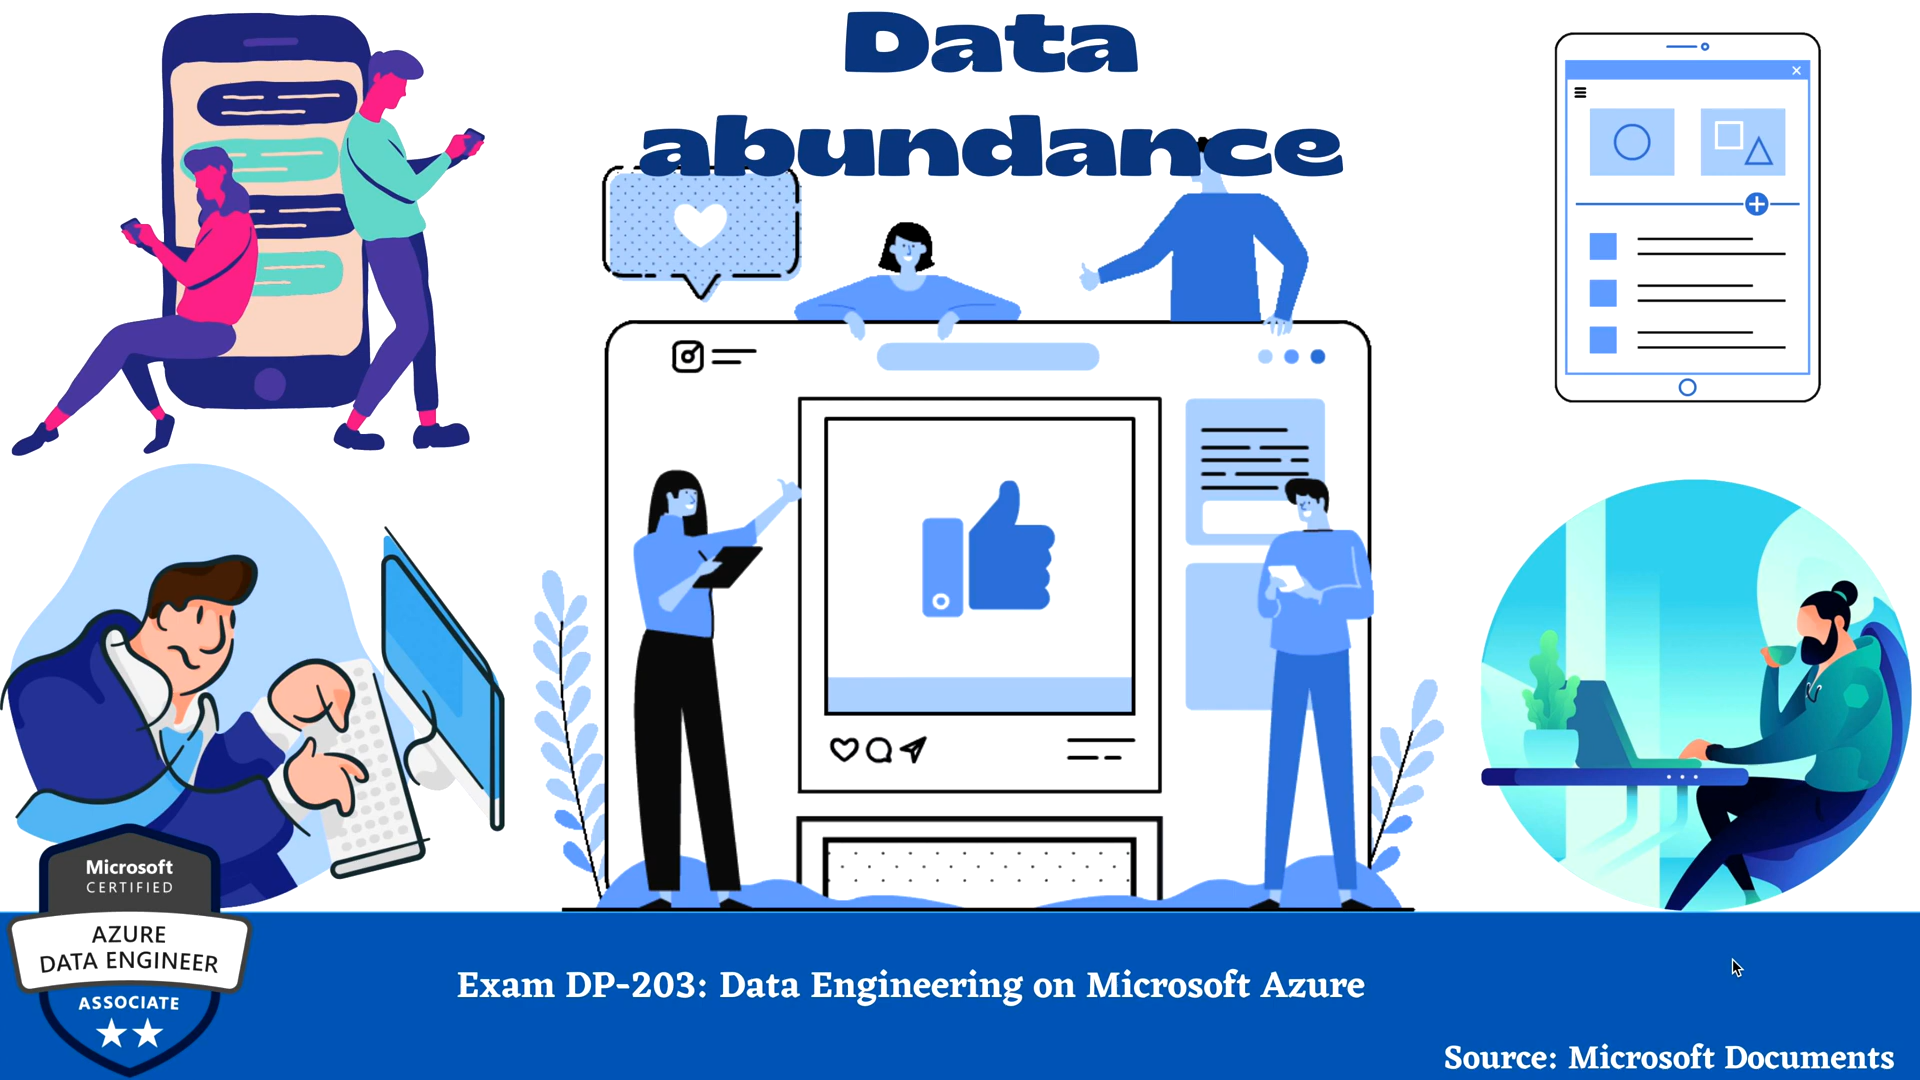 Data
abundance
Microsoft
CERTIFIED
AZURE
DATA ENGINEER
ASSOCIATE
Exam DP-203: Data Engineering on Microsoft Azure
Source: Microsoft Documents